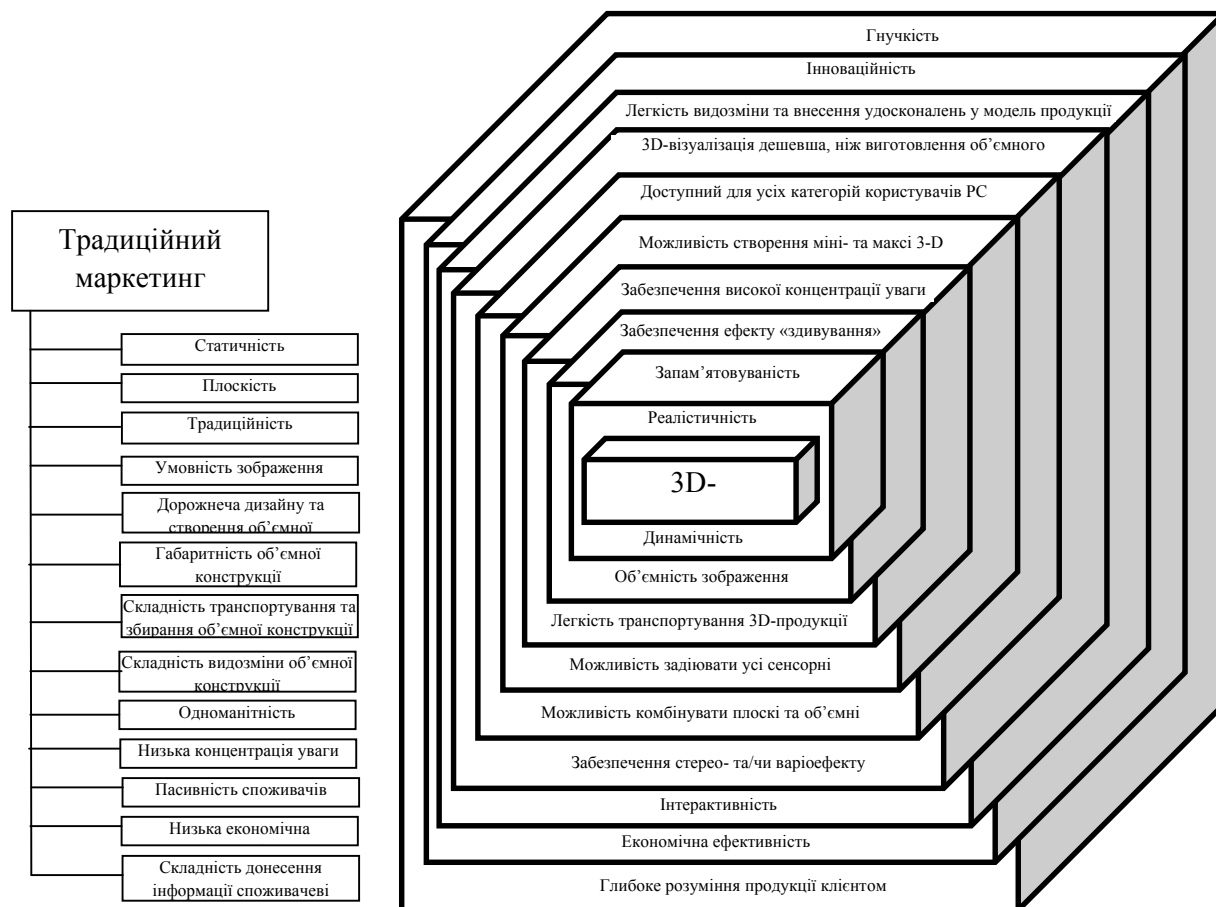 Традиційний
маркетинг
Статичність
Плоскість
Традиційність
Умовність зображення
Дорожнеча дизайну та
створення об’ємної
Габаритність об’ємної
конструкції
Складність транспортування та
збирання об’ємної конструкції
Складність видозміни об’ємної
конструкції
Одноманітність
Низька концентрація уваги
Пасивність споживачів
Низька економічна
Складність донесення
інформації споживачеві
Гнучкість
Інноваційність
Легкість видозміни та внесення удосконалень у модель продукції
3D-візуалізація дешевша, ніж виготовлення об’ємного
Доступний для усіх категорій користувачів PC
Можливість створення міні- та максі 3-D
Забезпечення високої концентрації уваги
Забезпечення ефекту «здивування»
Запам’ятовуваність
Реалістичність
3D-
Динамічність
Об’ємність зображення
Легкість транспортування 3D-продукції
Можливість задіювати усі сенсорні
Можливість комбінувати плоскі та об’ємні
Забезпечення стерео- та/чи варіоефекту
Інтерактивність
Економічна ефективність
Глибоке розуміння продукції клієнтом